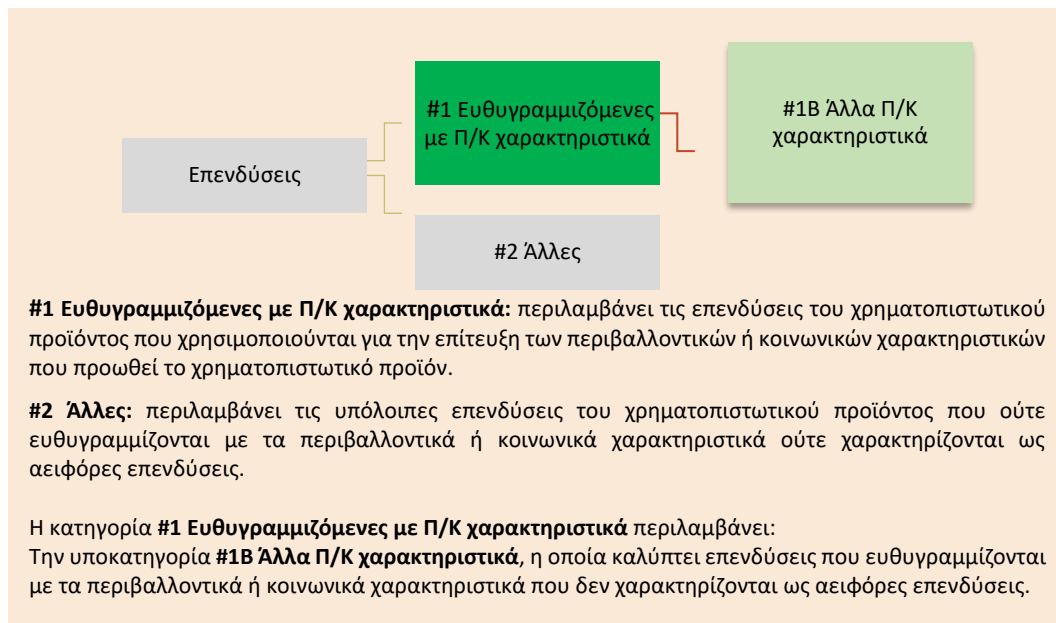 #1 Ευθυγραμμιζόμενες
με Π/Κ χαρακτηριστικά
#1Β Άλλα Π/Κ
χαρακτηριστικά
Επενδύσεις
#2 Άλλες
#1 Ευθυγραμμιζόμενες με Π/Κ χαρακτηριστικά: περιλαμβάνει τις επενδύσεις του χρηματοπιστωτικού
προϊόντος που χρησιμοποιούνται για την επίτευξη των περιβαλλοντικών ή κοινωνικών χαρακτηριστικών
που προωθεί το χρηματοπιστωτικό προϊόν.
#2 Άλλες: περιλαμβάνει τις υπόλοιπες επενδύσεις του χρηματοπιστωτικού προϊόντος που ούτε
ευθυγραμμίζονται με τα περιβαλλοντικά ή κοινωνικά χαρακτηριστικά ούτε χαρακτηρίζονται ως
αειφόρες επενδύσεις.
Η κατηγορία #1 Ευθυγραμμιζόμενες με Π/Κ χαρακτηριστικά περιλαμβάνει:
Την υποκατηγορία #1Β Άλλα Π/Κ χαρακτηριστικά, η οποία καλύπτει επενδύσεις που ευθυγραμμίζονται
με τα περιβαλλοντικά ή κοινωνικά χαρακτηριστικά που δεν χαρακτηρίζονται ως αειφόρες επενδύσεις.